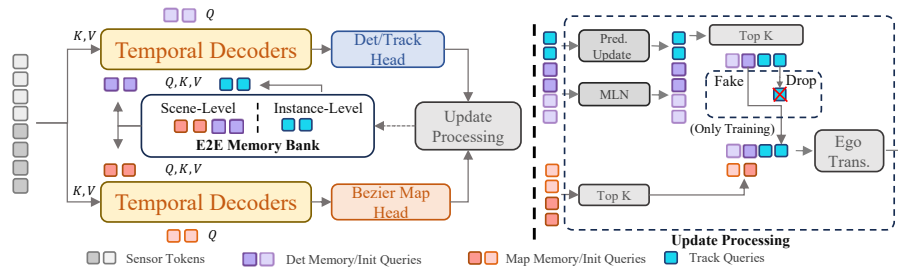 Q
K,V
Temporal Decoders
Det/Track
Head
Q,K,V
Scene-Level
Instance-Level
E2E Memory Bank
Update
Processing
Q,K,V
K,V
Temporal Decoders
Bezier Map
Head
Q
Pred.
Update
Top K
MLN
Fake
Drop
(Only Training)
Ego
Trans.
Top K
Update Processing
Sensor Tokens
Det Memory/Init Queries
Map Memory/Init Queries
Track Queries